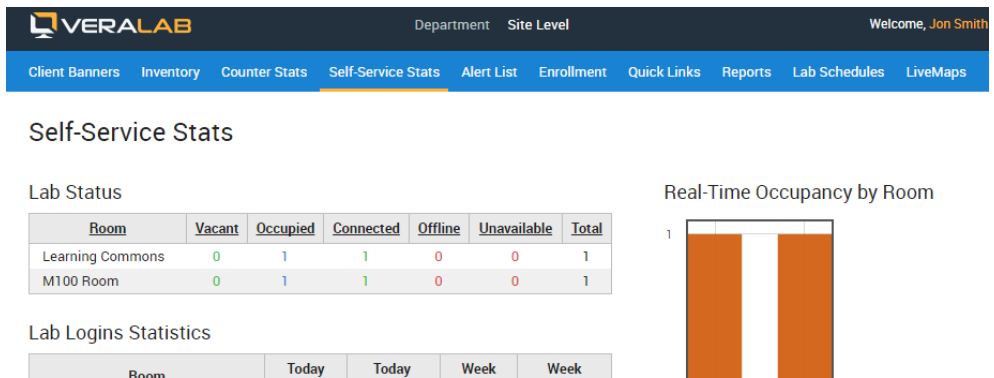 VERALAB Department Site Level Welcome, Jon Smith
Client Banners Inventory Counter Stats Self-Service Stats Alert List Enrollment Quick Links Reports Lab Schedules LiveMaps
Self-Service Stats
Lab Status
Room Vacant Occupied Connected Offline Unavailable Total
Learning Commons 0 1 1 0 0 1
M100 Room 0 1 1 0 0 1
Lab Logins Statistics
Room Today Today Week Week
Real-Time Occupancy by Room
1